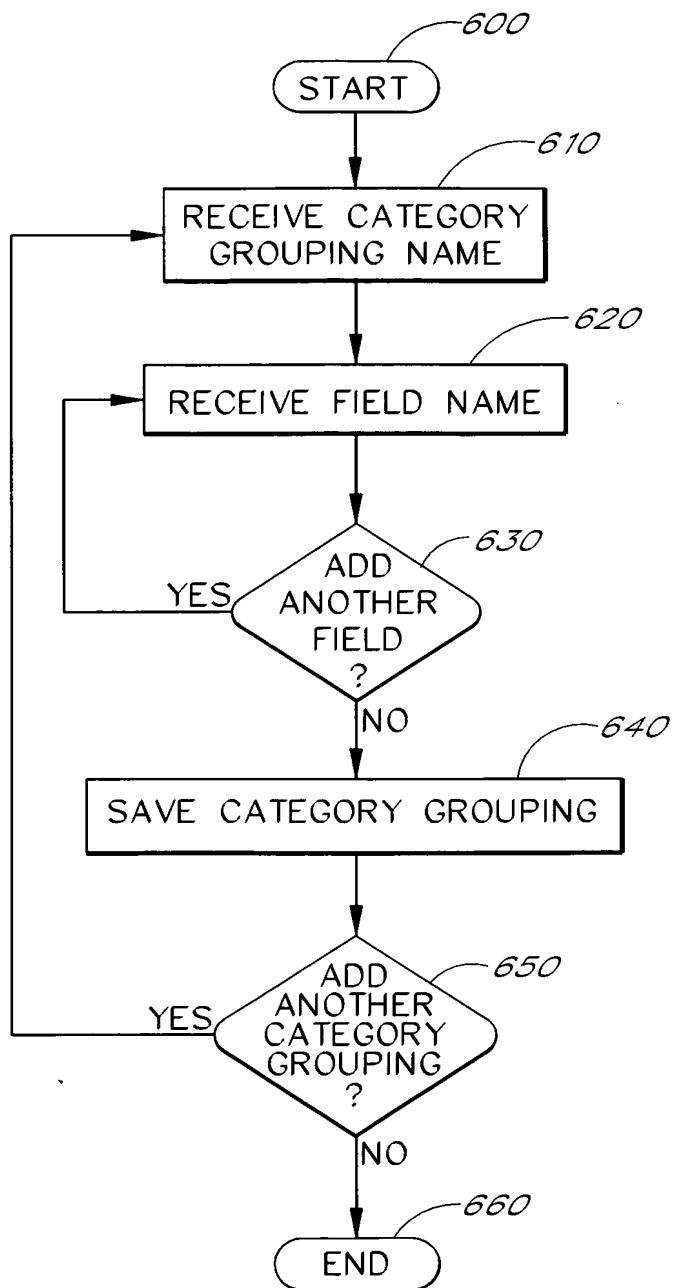 600
START
610
RECEIVE CATEGORY
GROUPING NAME
620
RECEIVE FIELD NAME
630
ADD
ANOTHER
FIELD
?
YES
NO
640
SAVE CATEGORY GROUPING
650
ADD
ANOTHER
CATEGORY
GROUPING
?
YES
NO
660
END